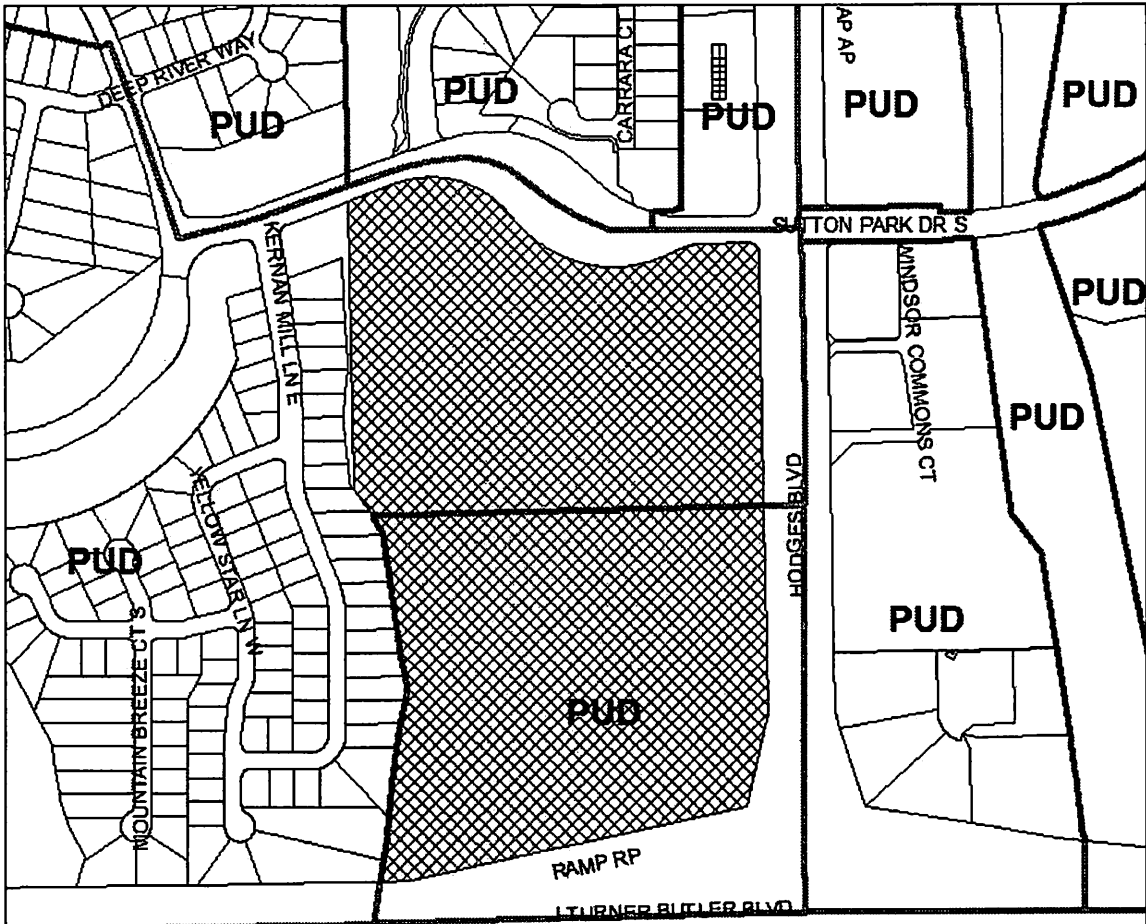 AP AP
DEEP RIVER WAY
CARRARA CT
PUD
PUD
PUD
PUD
PUD
SUTTON PARK DR S
KERNAN MILL LN E
WINDSOR COMMONS CT
PUD
PUD
HODGES BLVD
YELLOW STAR LN W
PUD
MOUNTAIN BREEZE CT S
PUD
PUD
RAMP RP
J TURNER BUTLER BLVD